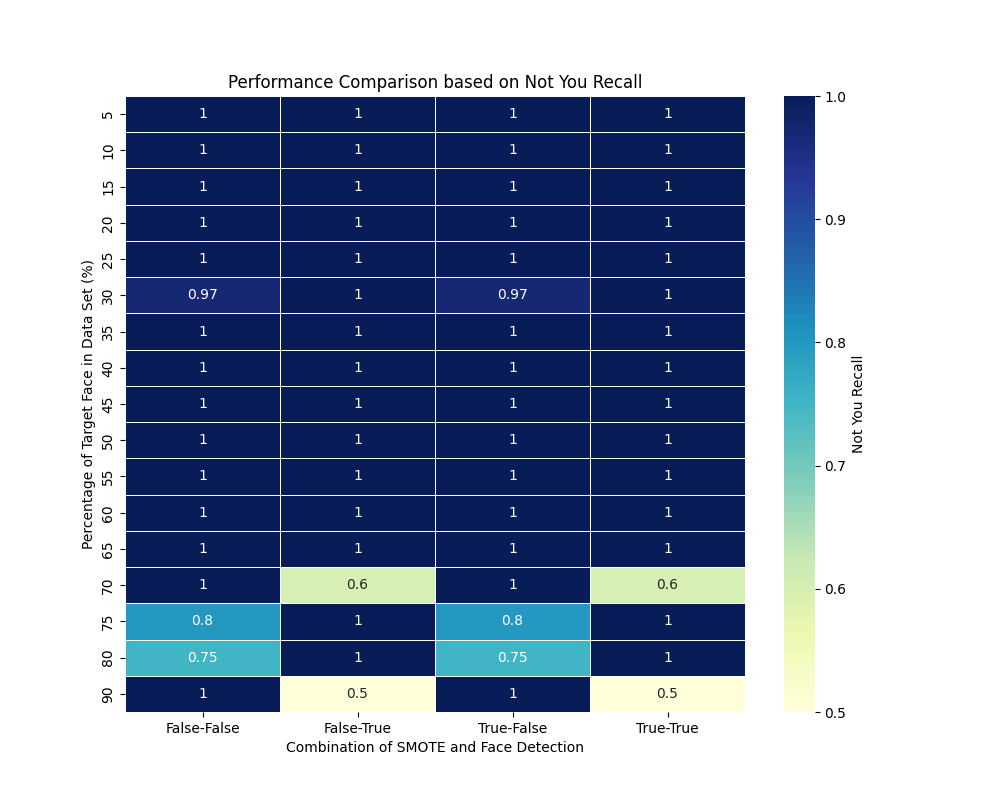 Performance Comparison based on Not You Recall
5 1 1 1 1
10 1 1 1 1
15 1 1 1 1
20 1 1 1 1
25 1 1 1 1
30 0.97 1 0.97 1
35 1 1 1 1
40 1 1 1 1
45 1 1 1 1
50 1 1 1 1
55 1 1 1 1
60 1 1 1 1
65 1 1 1 1
70 1 0.6 1 0.6
75 0.8 1 0.8 1
80 0.75 1 0.75 1
90 1 0.5 1 0.5
False-False False-True True-False True-True
Combination of SMOTE and Face Detection
Percentage of Target Face in Data Set (%)
1.0
0.9
0.8
0.7
0.6
0.5
Not You Recall